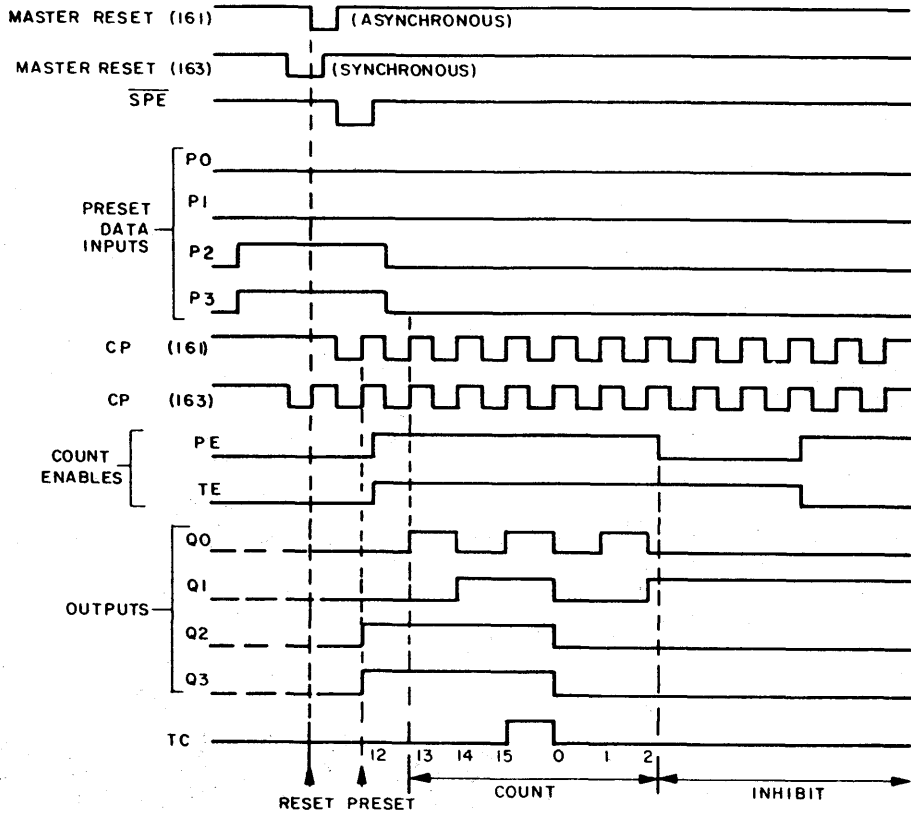 MASTER RESET (161) (ASYNCHRONOUS)
MASTER RESET (163) (SYNCHRONOUS)
SPE
P0
P1
PRESET
DATA
INPUTS
P2
P3
CP (161)
CP (163)
PE
COUNT
ENABLES
TE
Q0
Q1
OUTPUTS
Q2
Q3
TC
12 13 14 15 0 1 2
RESET PRESET COUNT INHIBIT